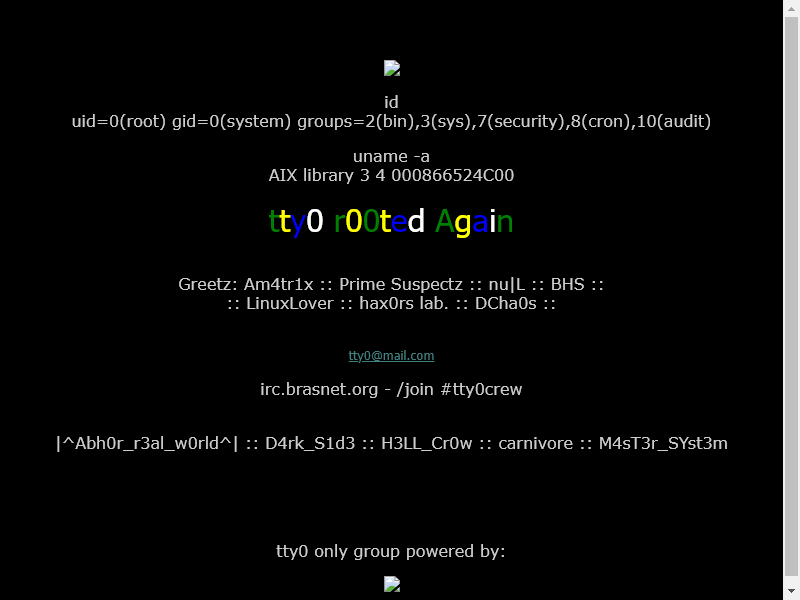 id
uid=0(root) gid=0(system) groups=2(bin),3(sys),7(security),8(cron),10(audit)
uname -a
AIX library 3 4 000866524C00
tty0 r00ted Again
Greetz: Am4tr1x :: Prime Suspectz :: nu|L :: BHS ::
:: LinuxLover :: hax0rs lab. :: DCha0s ::
tty0@mail.com
irc.brasnet.org - /join #tty0crew
|^Abh0r_r3al_w0rld^| :: D4rk_S1d3 :: H3LL_Cr0w :: carnivore :: M4sT3r_SYst3m
tty0 only group powered by: